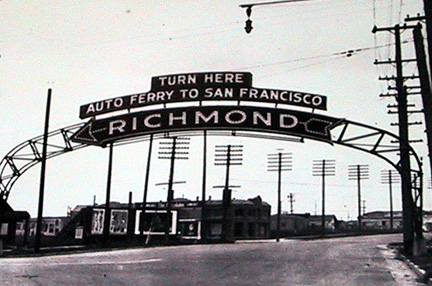 TURN HERE
AUTO FERRY TO SAN FRANCISCO
RICHMOND